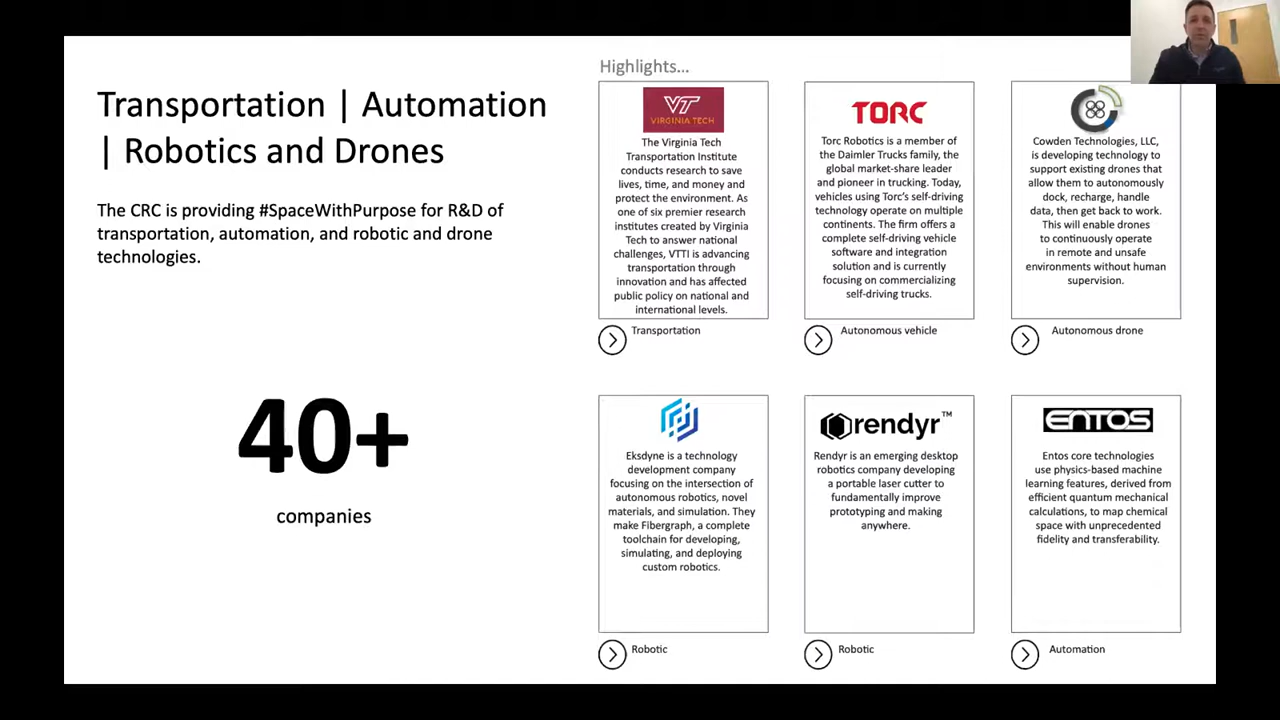 Transportation | Automation
| Robotics and Drones
The CRC is providing #SpaceWithPurpose for R&D of
transportation, automation, and robotic and drone
technologies.
40+
companies
Highlights...
VT
VIRGINIA TECH
The Virginia Tech
Transportation Institute
conducts research to save
lives, time, and money and
protect the environment. As
one of six premier research
institutes created by Virginia
Tech to answer national
challenges, VTTI is advancing
transportation through
innovation and has affected
public policy on national and
international levels.
Transportation
TORC
Torc Robotics is a member of
the Daimler Trucks family, the
global market-share leader
and pioneer in trucking. Today,
vehicles using Torc's self-driving
technology operate on multiple
continents. The firm offers a
complete self-driving vehicle
software and integration
solution and is currently
focusing on commercializing
self-driving trucks.
Autonomous vehicle
Cowden Technologies, LLC,
is developing technology to
support existing drones that
allow them to autonomously
dock, recharge, handle
data, then get back to work.
This will enable drones
to continuously operate
in remote and unsafe
environments without human
supervision.
Autonomous drone
Eksdyne is a technology
development company
focusing on the intersection of
autonomous robotics, novel
materials, and simulation. They
make Fibergraph, a complete
toolchain for developing,
simulating, and deploying
custom robotics.
Robotic
rendyr™
Rendyr is an emerging desktop
robotics company developing
a portable laser cutter to
fundamentally improve
prototyping and making
anywhere.
Robotic
ENTOS
Entos core technologies
use physics-based machine
learning features, derived from
efficient quantum mechanical
calculations, to map chemical
space with unprecedented
fidelity and transferability.
Automation